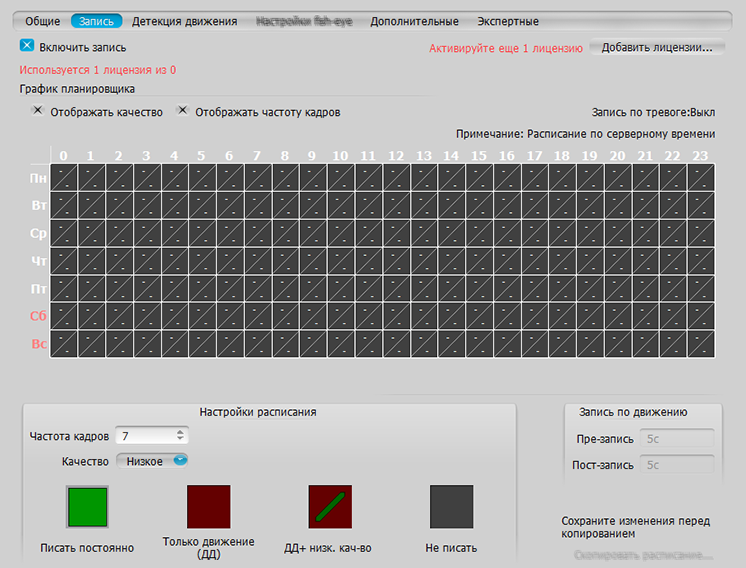 Общие Запись Детекция движения Настройки fish-eye Дополнительные Экспертные
Включить запись Активируйте еще 1 лицензию Добавить лицензии...
Используется 1 лицензия из 0
График планировщика
Отображать качество Отображать частоту кадров Запись по тревоге:Выкл
Примечание: Расписание по серверному времени
0 1 2 3 4 5 6 7 8 9 10 11 12 13 14 15 16 17 18 19 20 21 22 23
Пн
Вт
Ср
Чт
Пт
Сб
Вс
Настройки расписания
Частота кадров 7
Качество Низкое
Писать постоянно
Только движение
(ДД)
ДД+ низк. кач-во
Не писать
Запись по движению
Пре-запись 5с
Пост-запись 5с
Сохраните изменения перед
копированием
Скопировать расписание...